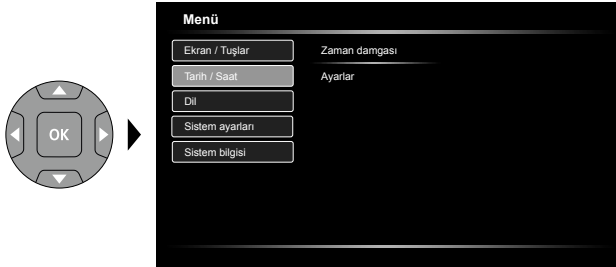 Menü
Ekran / Tuşlar
Zaman damgası
Tarih / Saat
Ayarlar
Dil
OK
Sistem ayarları
Sistem bilgisi